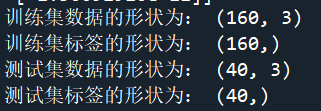 训练集数据的形状为： (160, 3)
训练集标签的形状为： (160,)
测试集数据的形状为： (40, 3)
测试集标签的形状为： (40,)